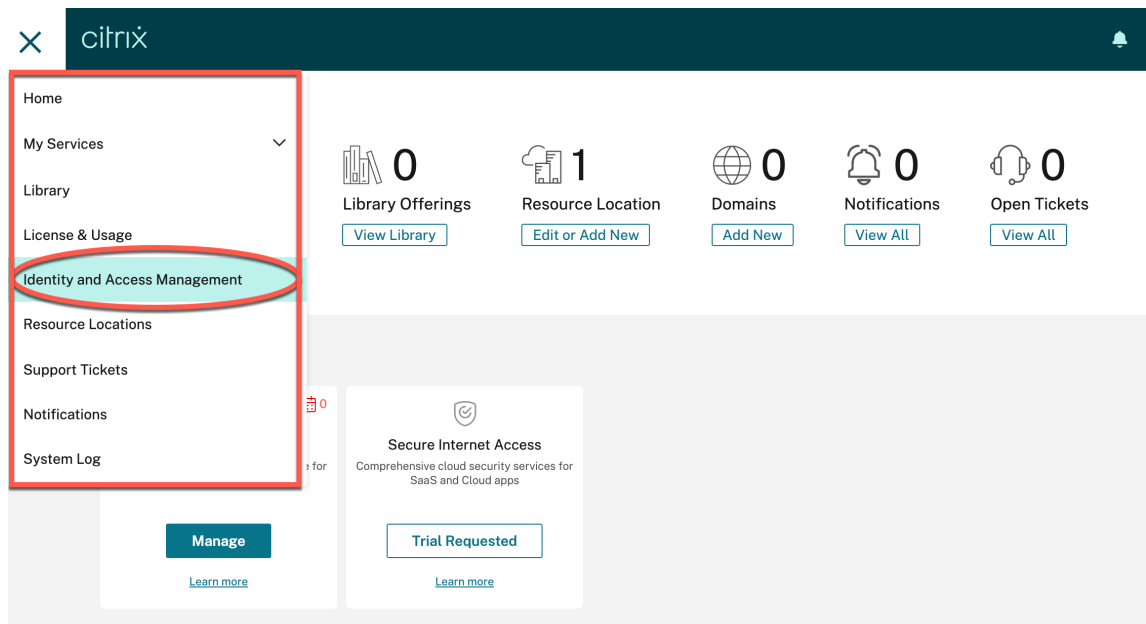 citrix
Home
My Services
Library
License & Usage
Identity and Access Management
Resource Locations
Support Tickets
Notifications
System Log
0
Library Offerings
View Library
1
Resource Location
Edit or Add New
0
Domains
Add New
0
Notifications
View All
0
Open Tickets
View All
0
for
Manage
Learn more
Secure Internet Access
Comprehensive cloud security services for
SaaS and Cloud apps
Trial Requested
Learn more